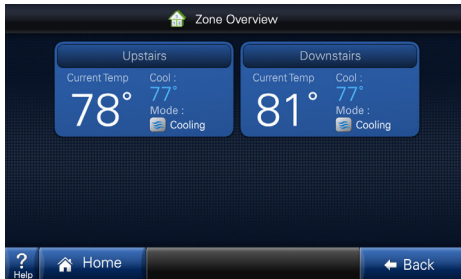 Zone Overview
Upstairs
Current Temp
78°
Cool :
77°
Mode :
Cooling
Downstairs
Current Temp
81°
Cool :
77°
Mode :
Cooling
?
Help
Home
Back